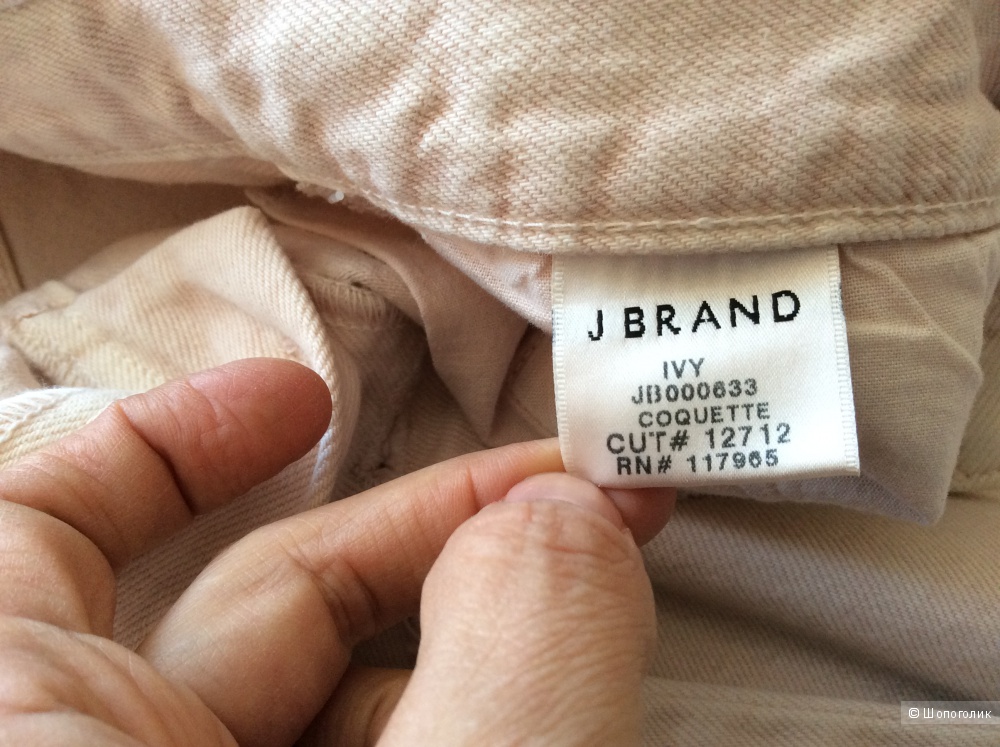 J BRAND
IVY
JB000633
COQUETTE
CUT# 12712
RN# 117965
© Шопоголик